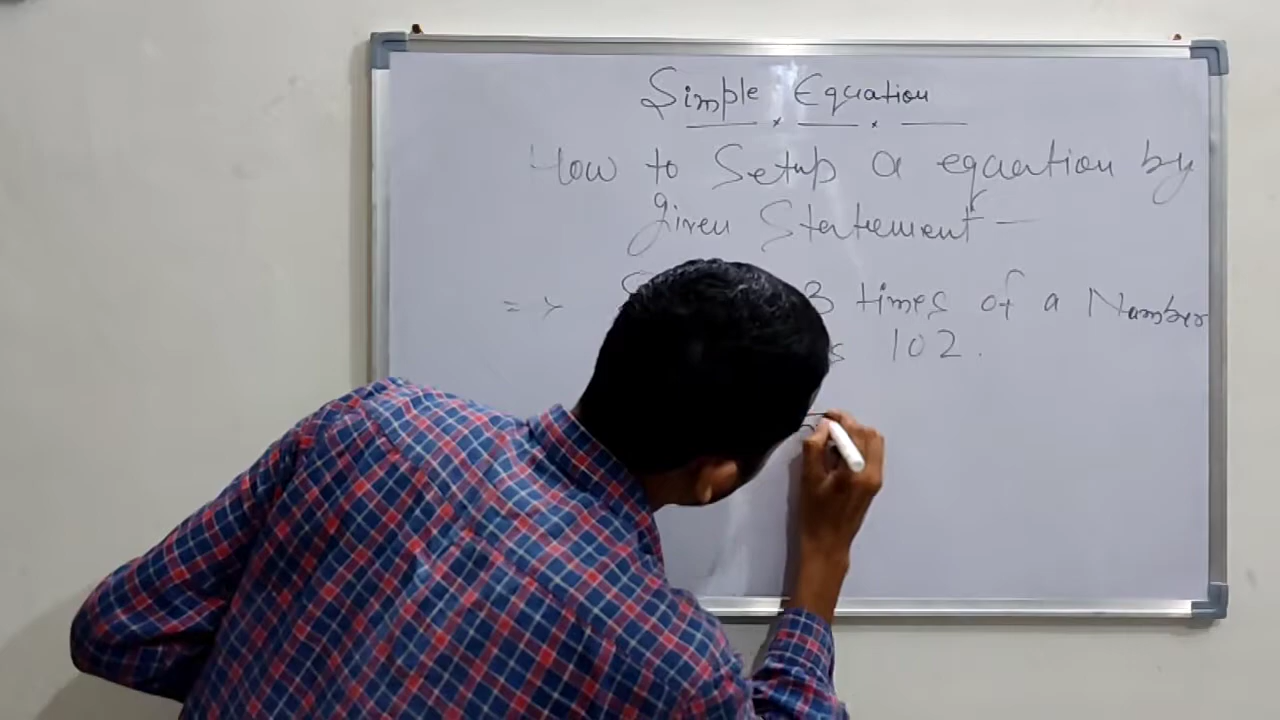 Simple Equation
How to Setup a equation by
given Statement —
=> 3 times of a Number
102.